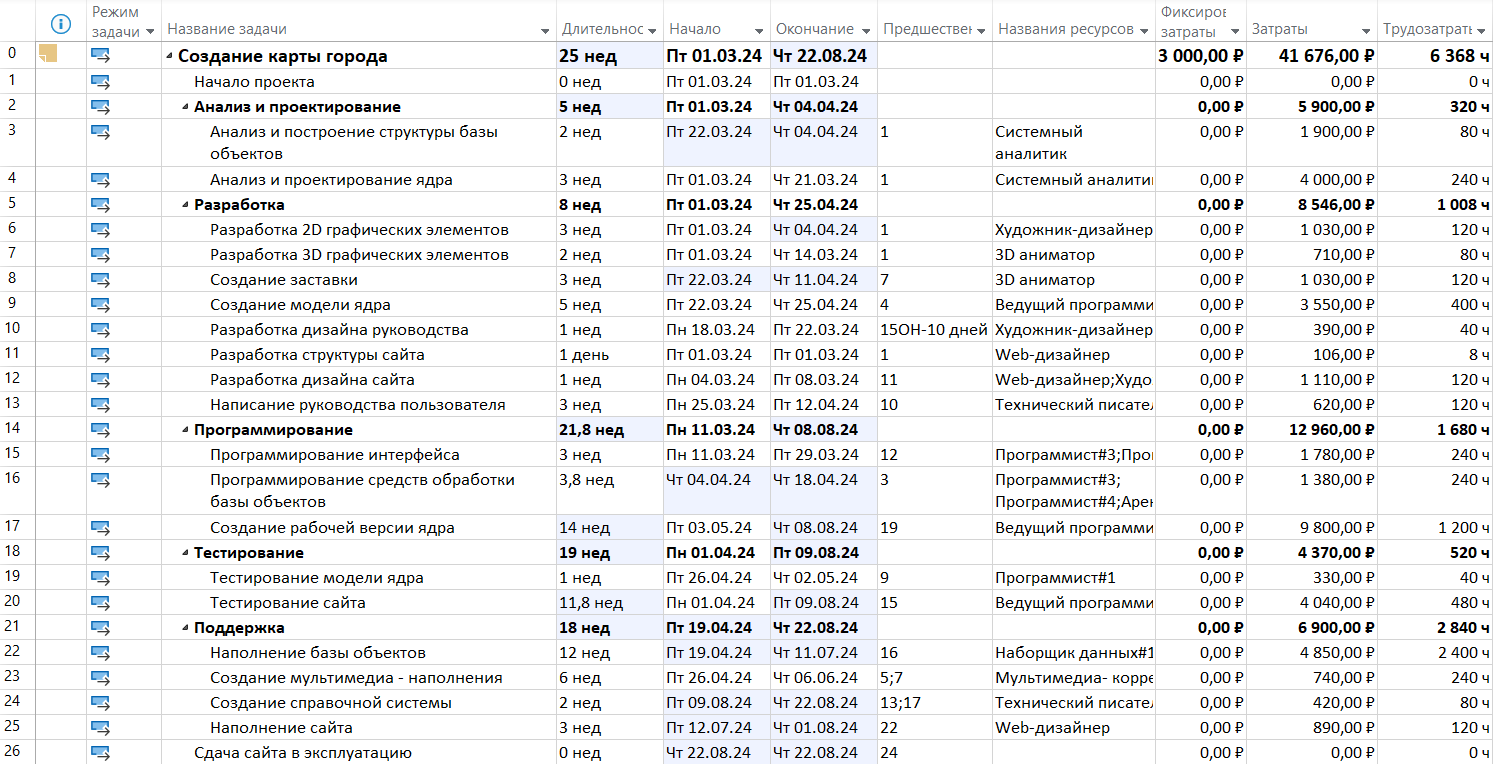 Режим задачи Название задачи Длительнос Начало Окончание Предшествен Названия ресурсов Фиксиров затраты Затраты Трудозатраты
0 Создание карты города 25 нед Пт 01.03.24 Чт 22.08.24 3 000,00 ₽ 41 676,00 ₽ 6 368 ч
1 Начало проекта 0 нед Пт 01.03.24 Пт 01.03.24 0,00 ₽ 0,00 ₽ 0 ч
2 Анализ и проектирование 5 нед Пт 01.03.24 Чт 04.04.24 0,00 ₽ 5 900,00 ₽ 320 ч
3 Анализ и построение структуры базы объектов 2 нед Пт 22.03.24 Чт 04.04.24 1 Системный аналитик 0,00 ₽ 1 900,00 ₽ 80 ч
4 Анализ и проектирование ядра 3 нед Пт 01.03.24 Чт 21.03.24 1 Системный аналити 0,00 ₽ 4 000,00 ₽ 240 ч
5 Разработка 8 нед Пт 01.03.24 Чт 25.04.24 0,00 ₽ 8 546,00 ₽ 1 008 ч
6 Разработка 2D графических элементов 3 нед Пт 01.03.24 Чт 04.04.24 1 Художник-дизайнер 0,00 ₽ 1 030,00 ₽ 120 ч
7 Разработка 3D графических элементов 2 нед Пт 01.03.24 Чт 14.03.24 1 3D аниматор 0,00 ₽ 710,00 ₽ 80 ч
8 Создание заставки 3 нед Пт 22.03.24 Чт 11.04.24 7 3D аниматор 0,00 ₽ 1 030,00 ₽ 120 ч
9 Создание модели ядра 5 нед Пт 22.03.24 Чт 25.04.24 4 Ведущий программи 0,00 ₽ 3 550,00 ₽ 400 ч
10 Разработка дизайна руководства 1 нед Пн 18.03.24 Пт 22.03.24 15ОН-10 дней Художник-дизайнер 0,00 ₽ 390,00 ₽ 40 ч
11 Разработка структуры сайта 1 день Пт 01.03.24 Пт 01.03.24 1 Web-дизайнер 0,00 ₽ 106,00 ₽ 8 ч
12 Разработка дизайна сайта 1 нед Пн 04.03.24 Пт 08.03.24 11 Web-дизайнер;Худо 0,00 ₽ 1 110,00 ₽ 120 ч
13 Написание руководства пользователя 3 нед Пн 25.03.24 Пт 12.04.24 10 Технический писател 0,00 ₽ 620,00 ₽ 120 ч
14 Программирование 21,8 нед Пн 11.03.24 Чт 08.08.24 0,00 ₽ 12 960,00 ₽ 1 680 ч
15 Программирование интерфейса 3 нед Пн 11.03.24 Пт 29.03.24 12 Программист#3;Про 0,00 ₽ 1 780,00 ₽ 240 ч
16 Программирование средств обработки базы объектов 3,8 нед Чт 04.04.24 Чт 18.04.24 3 Программист#3; Программист#4;Арен 0,00 ₽ 1 380,00 ₽ 240 ч
17 Создание рабочей версии ядра 14 нед Пт 03.05.24 Чт 08.08.24 19 Ведущий программи 0,00 ₽ 9 800,00 ₽ 1 200 ч
18 Тестирование 19 нед Пн 01.04.24 Пт 09.08.24 0,00 ₽ 4 370,00 ₽ 520 ч
19 Тестирование модели ядра 1 нед Пт 26.04.24 Чт 02.05.24 9 Программист#1 0,00 ₽ 330,00 ₽ 40 ч
20 Тестирование сайта 11,8 нед Пн 01.04.24 Пт 09.08.24 15 Ведущий программи 0,00 ₽ 4 040,00 ₽ 480 ч
21 Поддержка 18 нед Пт 19.04.24 Чт 22.08.24 0,00 ₽ 6 900,00 ₽ 2 840 ч
22 Наполнение базы объектов 12 нед Пт 19.04.24 Чт 11.07.24 16 Наборщик данных#1 0,00 ₽ 4 850,00 ₽ 2 400 ч
23 Создание мультимедиа - наполнения 6 нед Пт 26.04.24 Чт 06.06.24 5;7 Мультимедиа- корре 0,00 ₽ 740,00 ₽ 240 ч
24 Создание справочной системы 2 нед Пт 09.08.24 Чт 22.08.24 13;17 Технический писател 0,00 ₽ 420,00 ₽ 80 ч
25 Наполнение сайта 3 нед Пт 12.07.24 Чт 01.08.24 22 Web-дизайнер 0,00 ₽ 890,00 ₽ 120 ч
26 Сдача сайта в эксплуатацию 0 нед Чт 22.08.24 Чт 22.08.24 24 0,00 ₽ 0,00 ₽ 0 ч